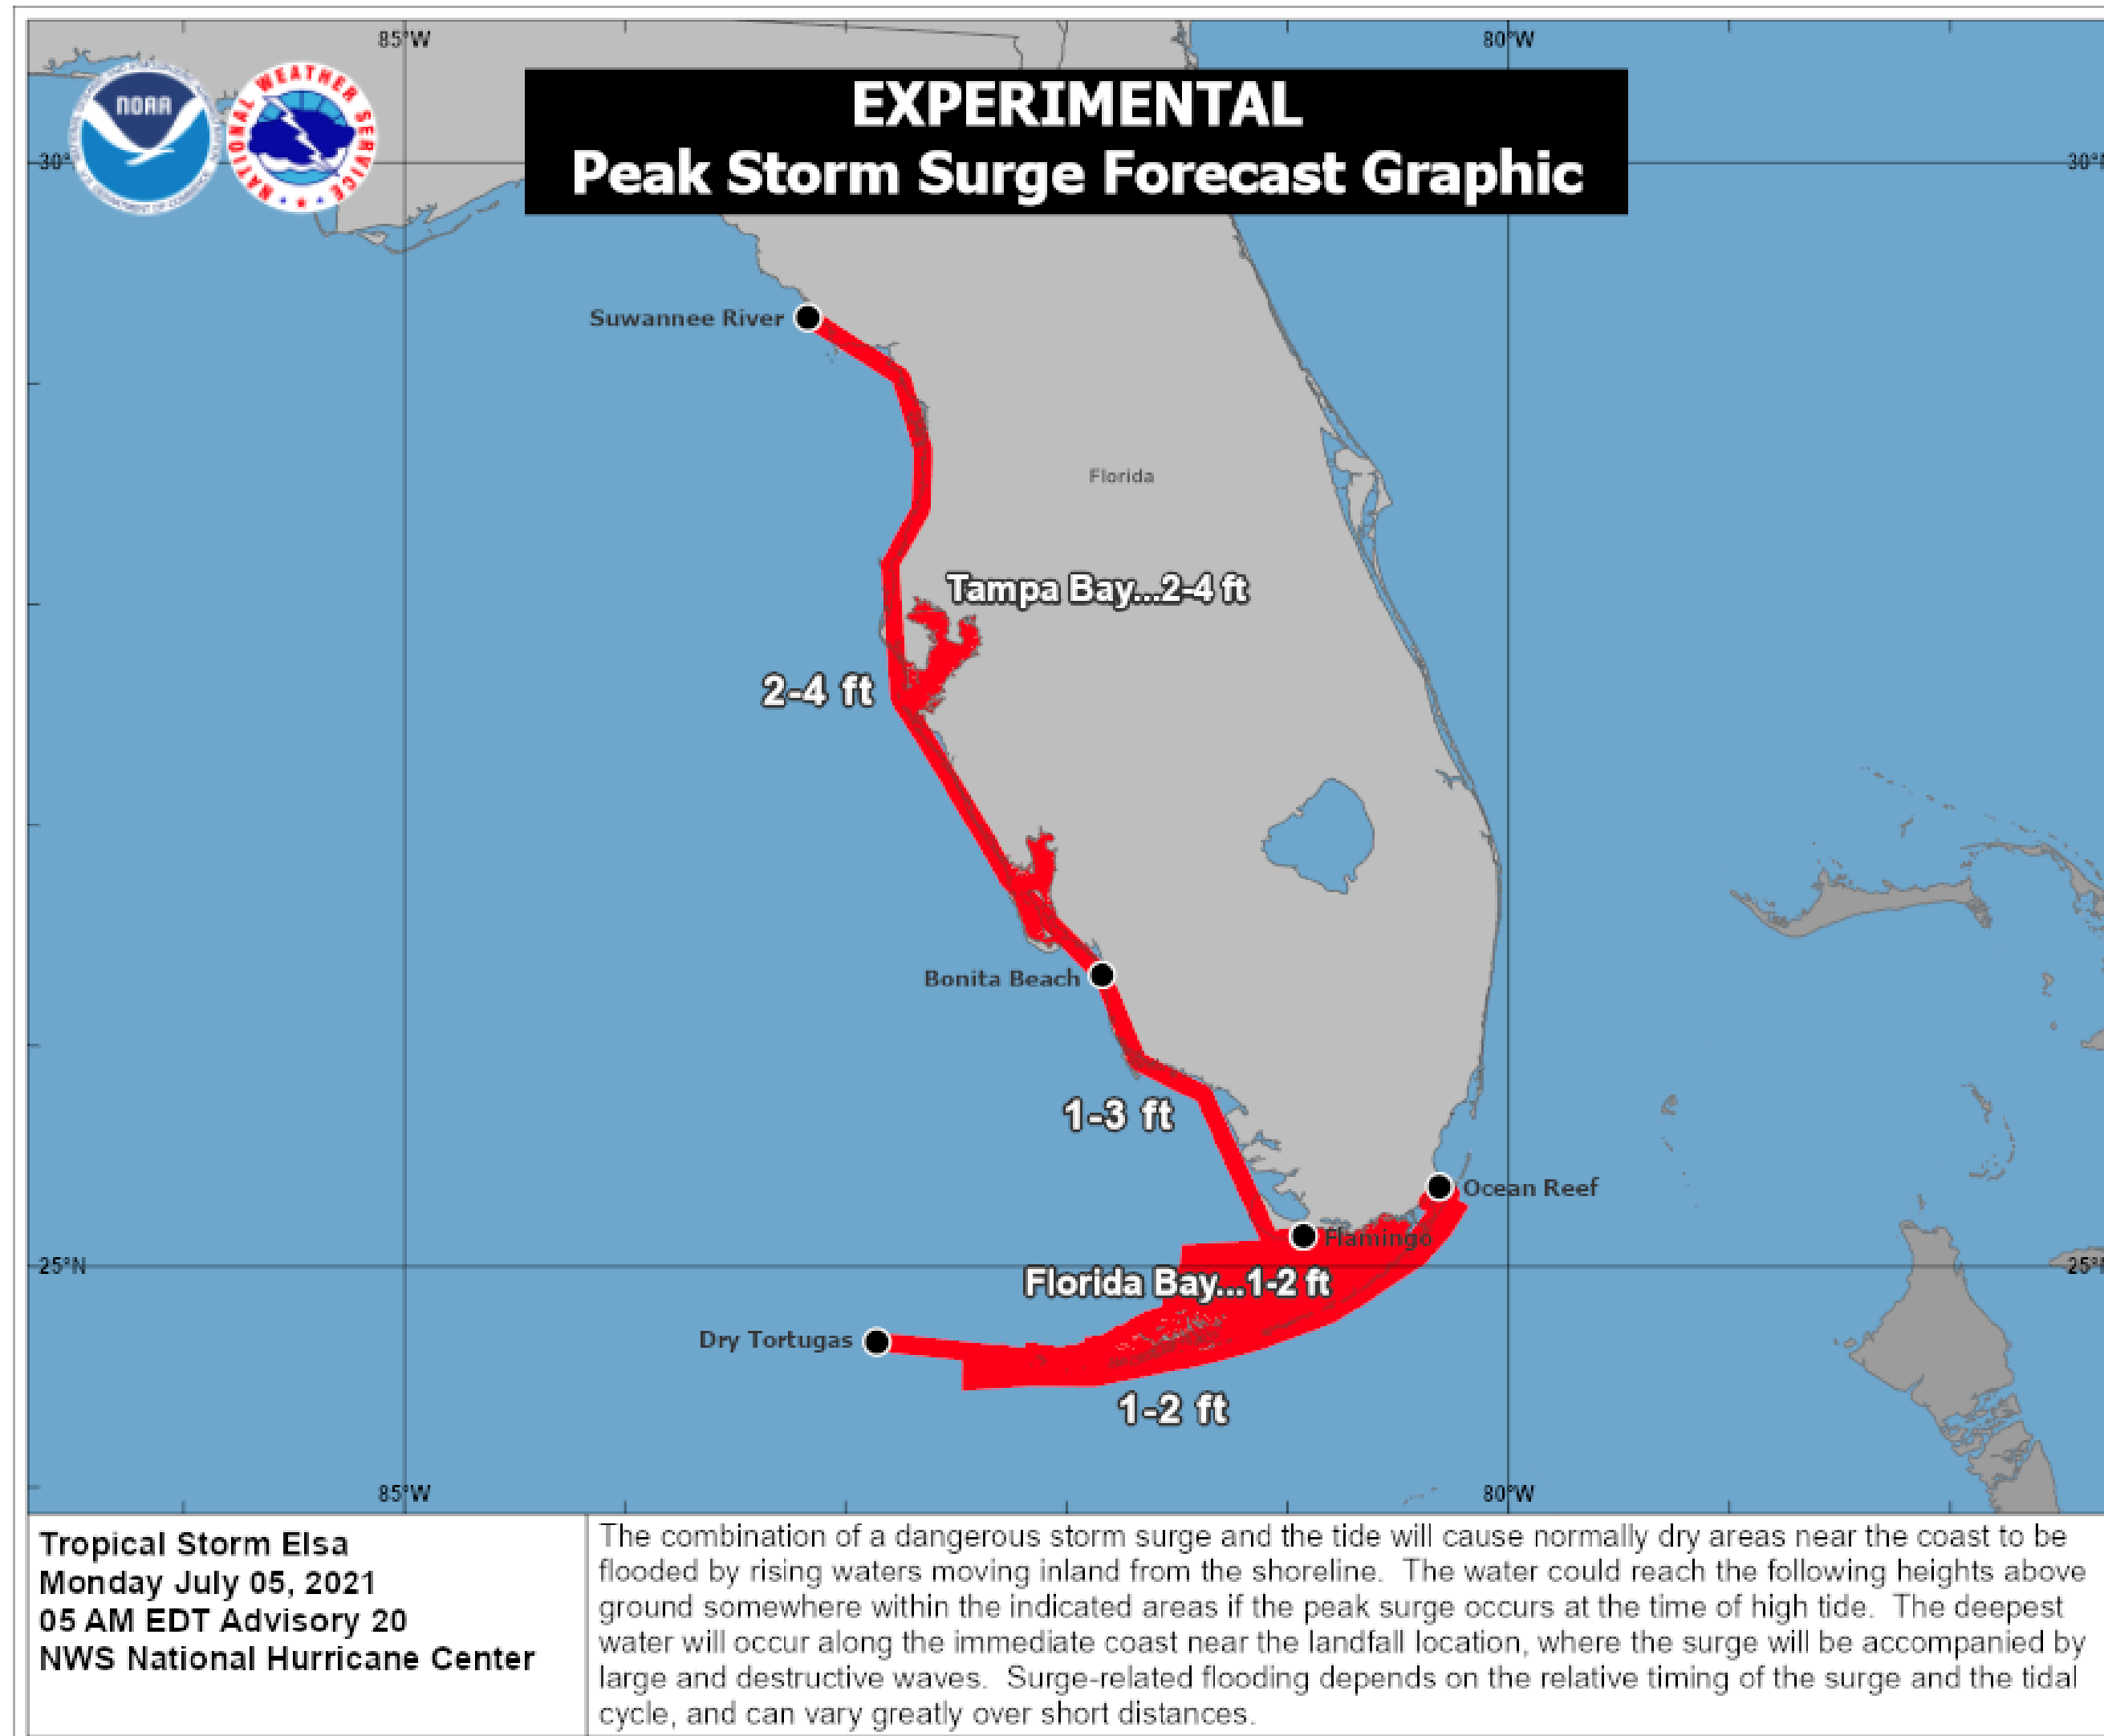 85°W
80°W
NOAA
NATIONAL WEATHER SERVICE
EXPERIMENTAL
Peak Storm Surge Forecast Graphic
30°
30°N
Suwannee River
Florida
Tampa Bay...2-4 ft
2-4 ft
Bonita Beach
1-3 ft
Ocean Reef
Flamingo
25°N
25°N
Florida Bay...1-2 ft
Dry Tortugas
1-2 ft
85°W
80°W
Tropical Storm Elsa
Monday July 05, 2021
05 AM EDT Advisory 20
NWS National Hurricane Center
The combination of a dangerous storm surge and the tide will cause normally dry areas near the coast to be
flooded by rising waters moving inland from the shoreline.  The water could reach the following heights above
ground somewhere within the indicated areas if the peak surge occurs at the time of high tide.  The deepest
water will occur along the immediate coast near the landfall location, where the surge will be accompanied by
large and destructive waves.  Surge-related flooding depends on the relative timing of the surge and the tidal
cycle, and can vary greatly over short distances.